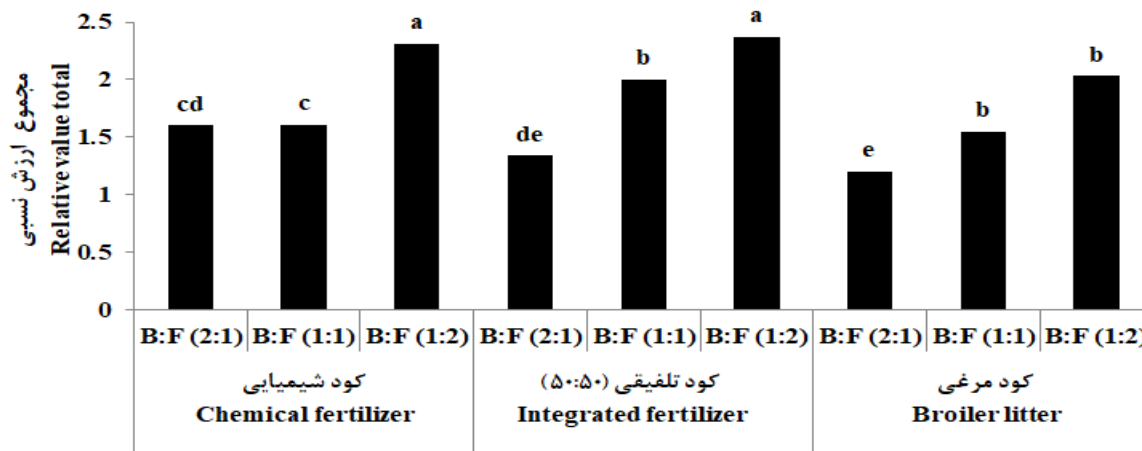 مجموع ارزش نسبی
Relative value total
2.5
2
1.5
1
0.5
0
cd
c
a
de
b
a
e
b
b
B:F (2:1)
B:F (1:1)
B:F (1:2)
B:F (2:1)
B:F (1:1)
B:F (1:2)
B:F (2:1)
B:F (1:1)
B:F (1:2)
کود شیمیایی
Chemical fertilizer
کود تلفیقی (۵۰:۵۰)
Integrated fertilizer
کود مرغی
Broiler litter